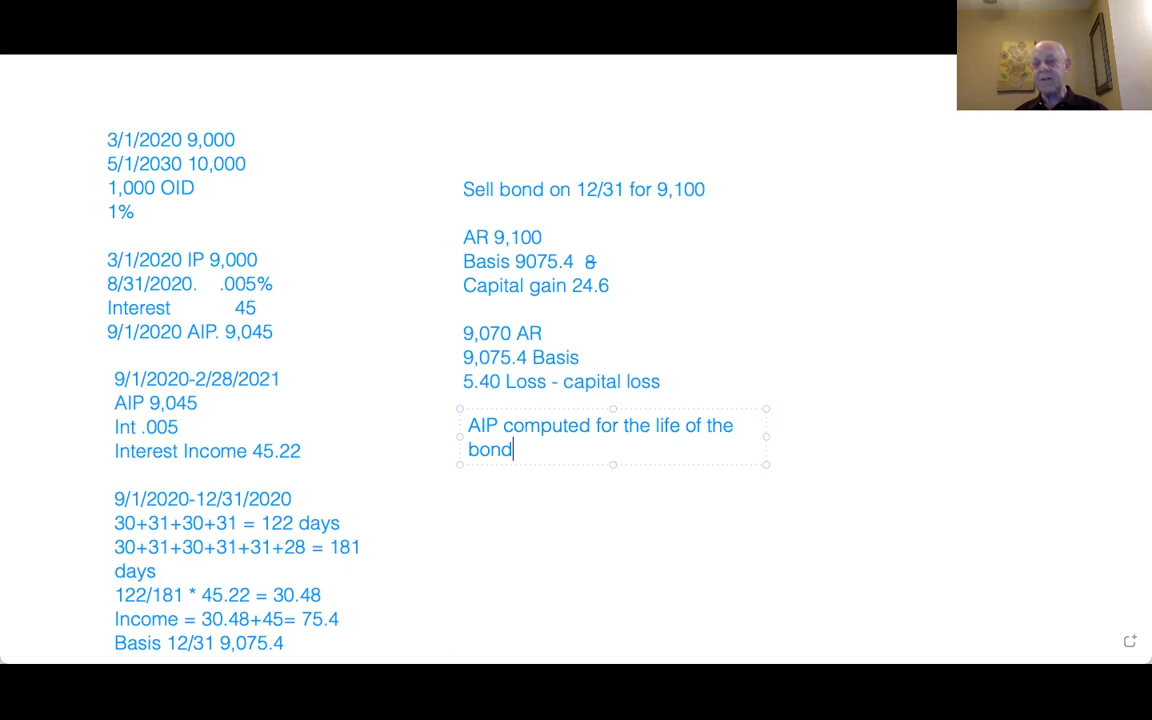 3/1/2020 9,000
5/1/2030 10,000
1,000 OID
1%
3/1/2020 IP 9,000
8/31/2020. .005%
Interest 45
9/1/2020 AIP. 9,045
9/1/2020-2/28/2021
AIP 9,045
Int .005
Interest Income 45.22
9/1/2020-12/31/2020
30+31+30+31 = 122 days
30+31+30+31+31+28 = 181
days
122/181 * 45.22 = 30.48
Income = 30.48+45= 75.4
Basis 12/31 9,075.4
Sell bond on 12/31 for 9,100
AR 9,100
Basis 9075.4 8
Capital gain 24.6
9,070 AR
9,075.4 Basis
5.40 Loss - capital loss
AIP computed for the life of the
bond